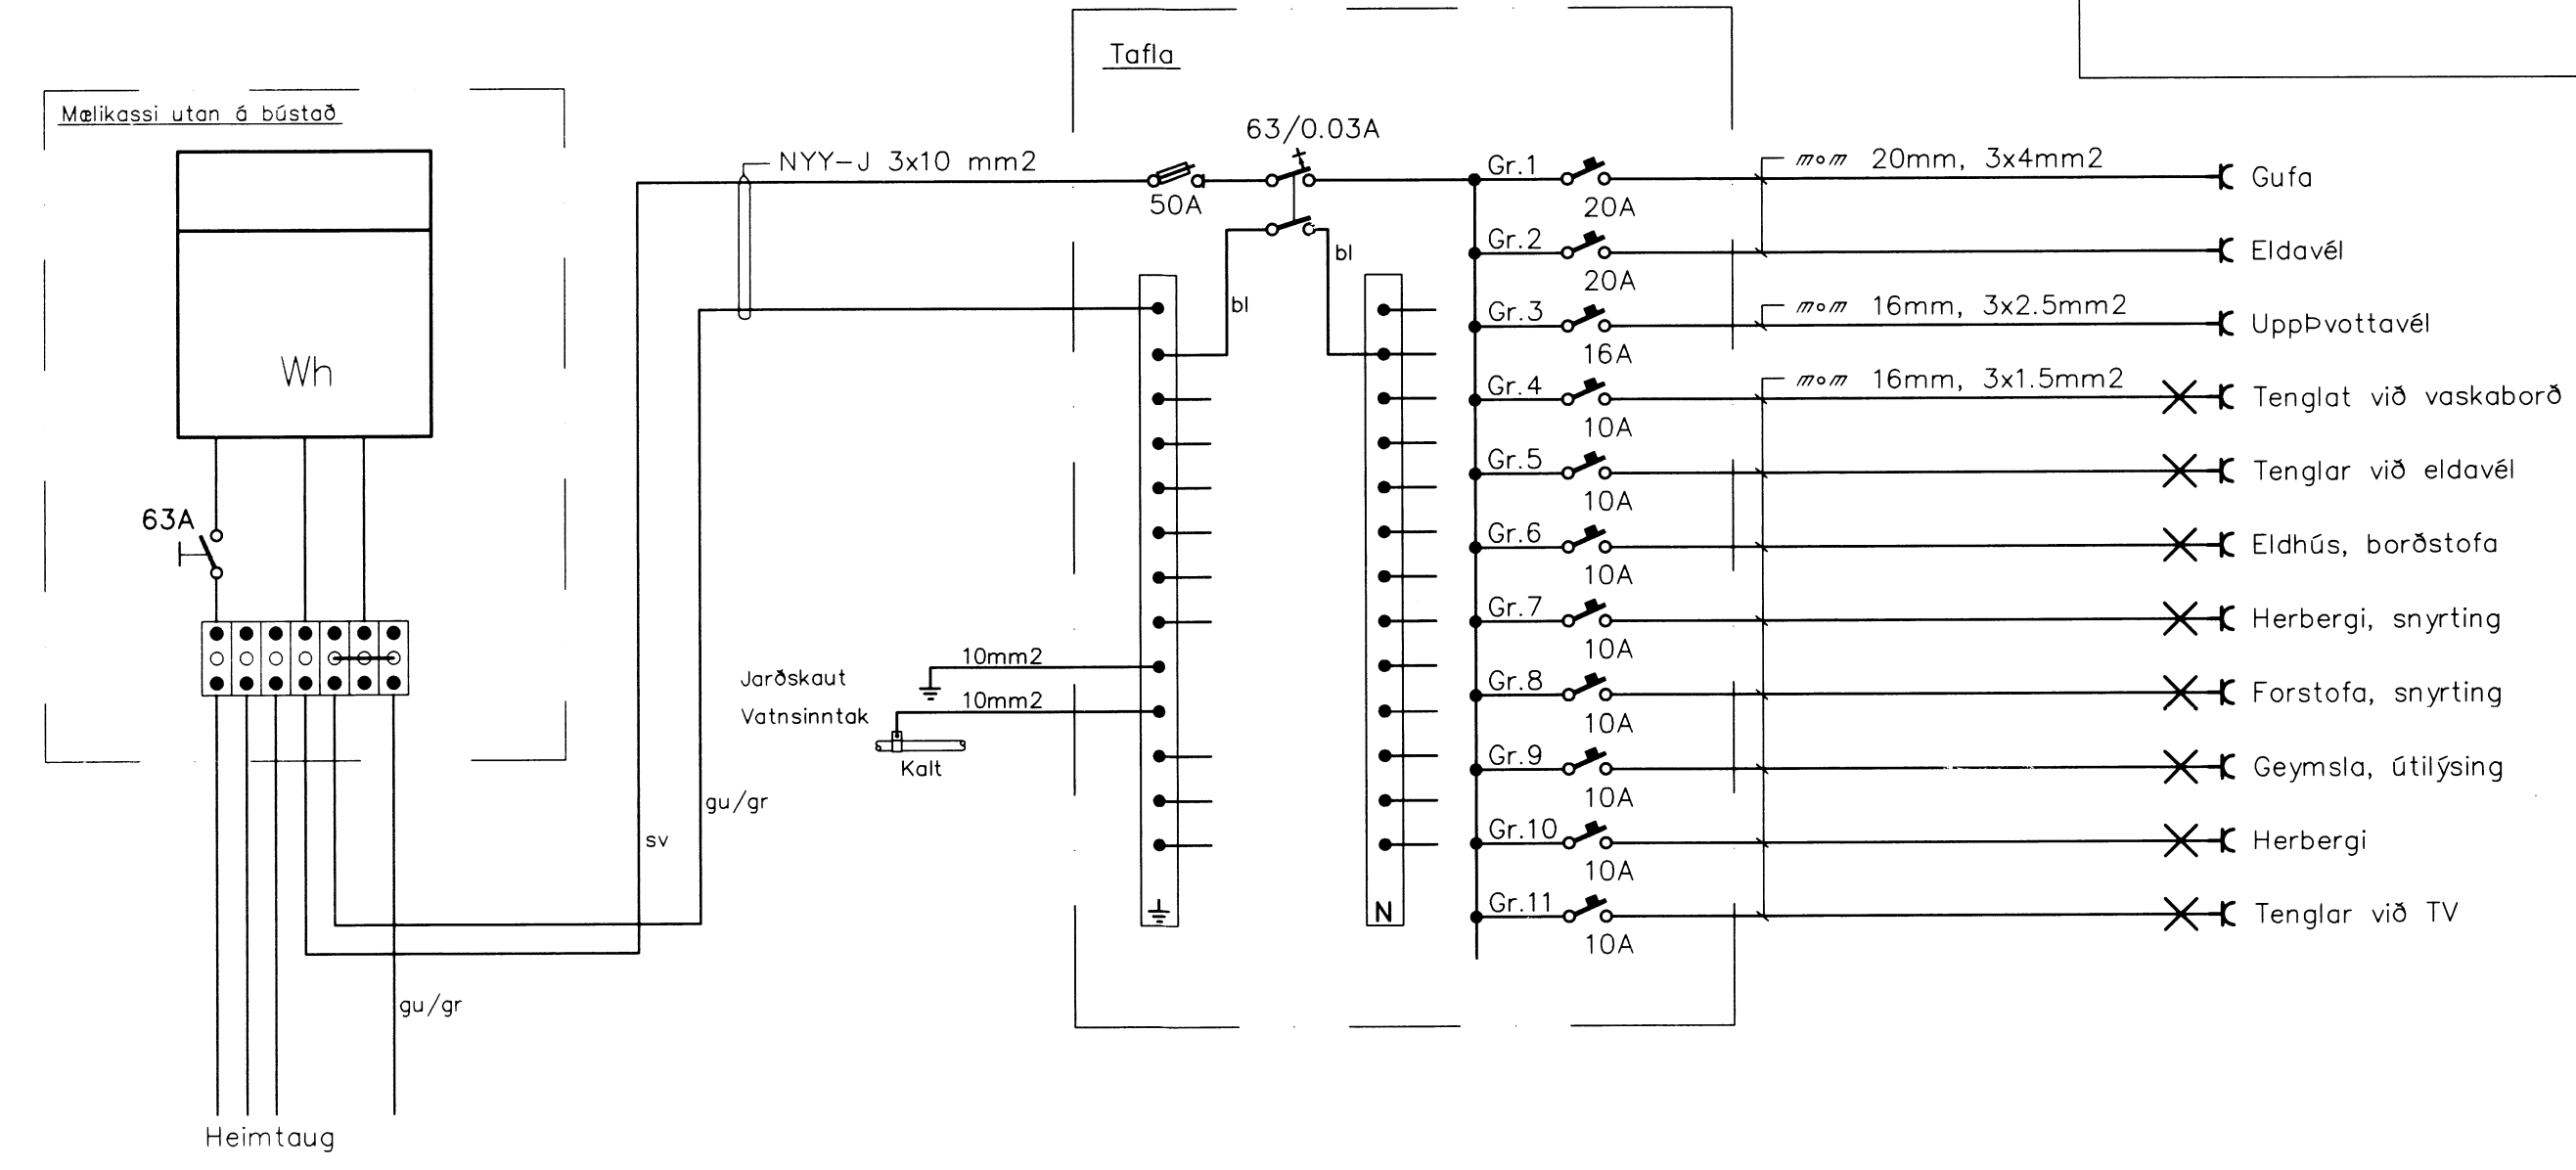 Mælikassi utan á bústað
Wh
63A
Heimtaug
gu/gr
sv
gu/gr
NYY-J 3x10 mm2
Jarðskaut
10mm2
Vatnsinntak
10mm2
Kalt
Tafla
50A
63/0.03A
bl
bl
N
Gr.1
20A
20mm, 3x4mm2
Gufa
Gr.2
20A
Eldavél
Gr.3
16A
16mm, 3x2.5mm2
UppÞvottavél
Gr.4
10A
16mm, 3x1.5mm2
Tenglat við vaskaborð
Gr.5
10A
Tenglar við eldavél
Gr.6
10A
Eldhús, borðstofa
Gr.7
10A
Herbergi, snyrting
Gr.8
10A
Forstofa, snyrting
Gr.9
10A
Geymsla, útilýsing
Gr.10
10A
Herbergi
Gr.11
10A
Tenglar við TV